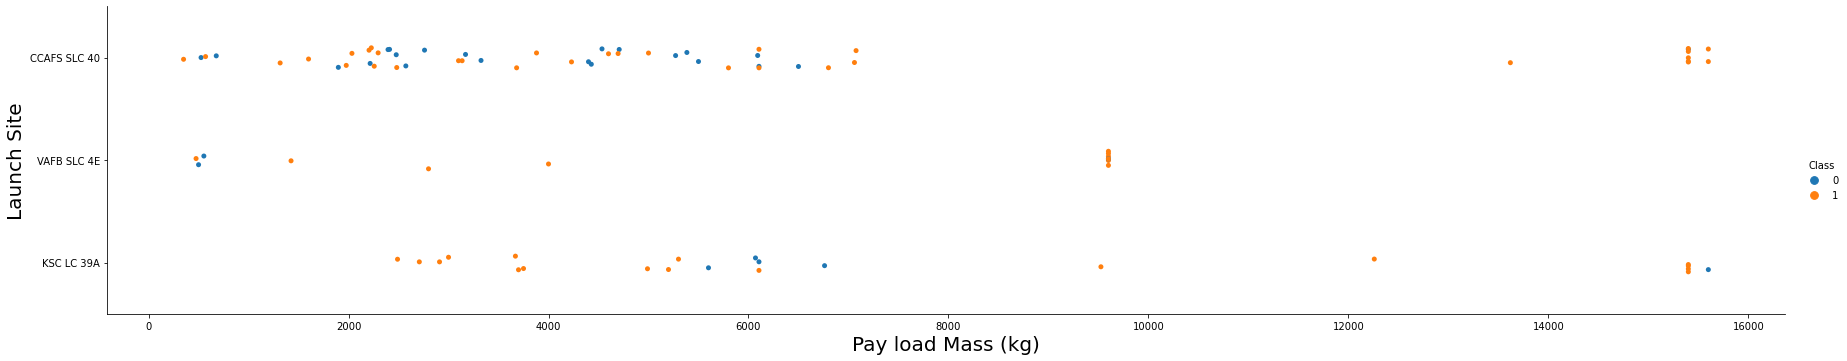 Launch Site
CCAFS SLC 40
VAFB SLC 4E
KSC LC 39A
0 2000 4000 6000 8000 10000 12000 14000 16000
Pay load Mass (kg)
Class
0
1